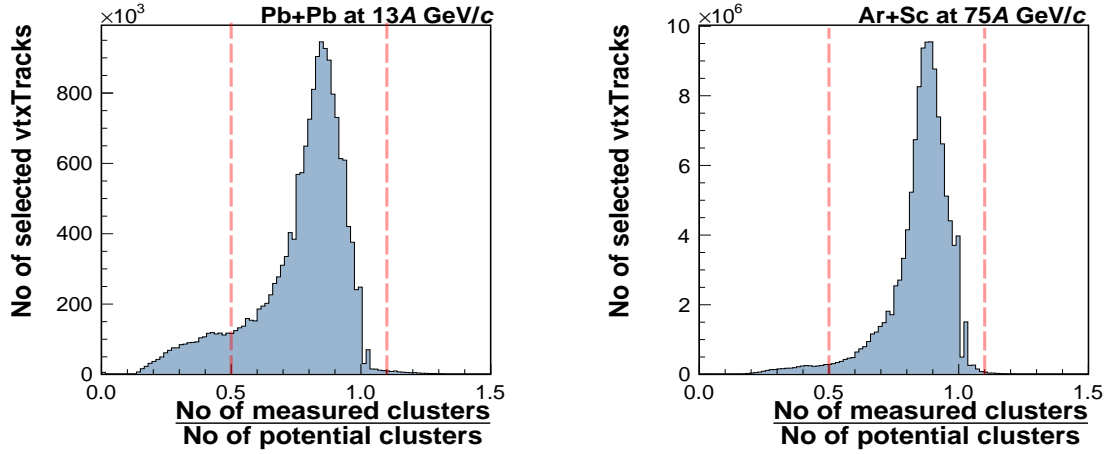 ×10³ Pb+Pb at 13A GeV/c
No of selected vtxTracks
800
600
400
200
0
0.0 0.5 1.0 1.5
No of measured clusters
No of potential clusters
×10⁶ Ar+Sc at 75A GeV/c
No of selected vtxTracks
10
8
6
4
2
0
0.0 0.5 1.0 1.5
No of measured clusters
No of potential clusters